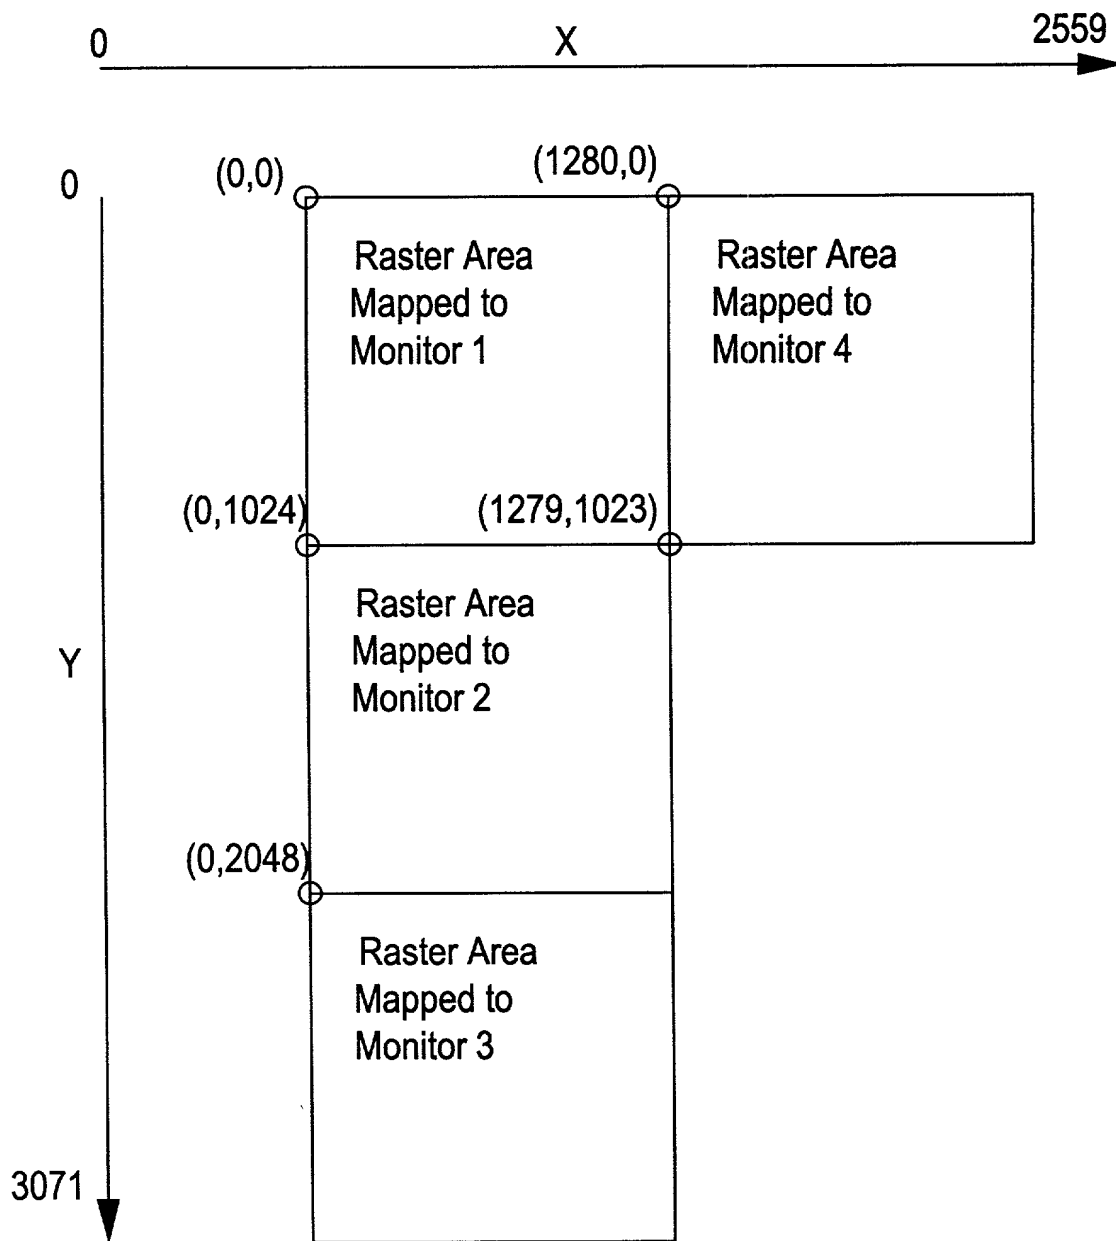 0
X
2559
0
(0,0)
(1280,0)
Raster Area
Mapped to
Monitor 1
Raster Area
Mapped to
Monitor 4
(0,1024)
(1279,1023)
Raster Area
Mapped to
Monitor 2
Y
(0,2048)
Raster Area
Mapped to
Monitor 3
3071